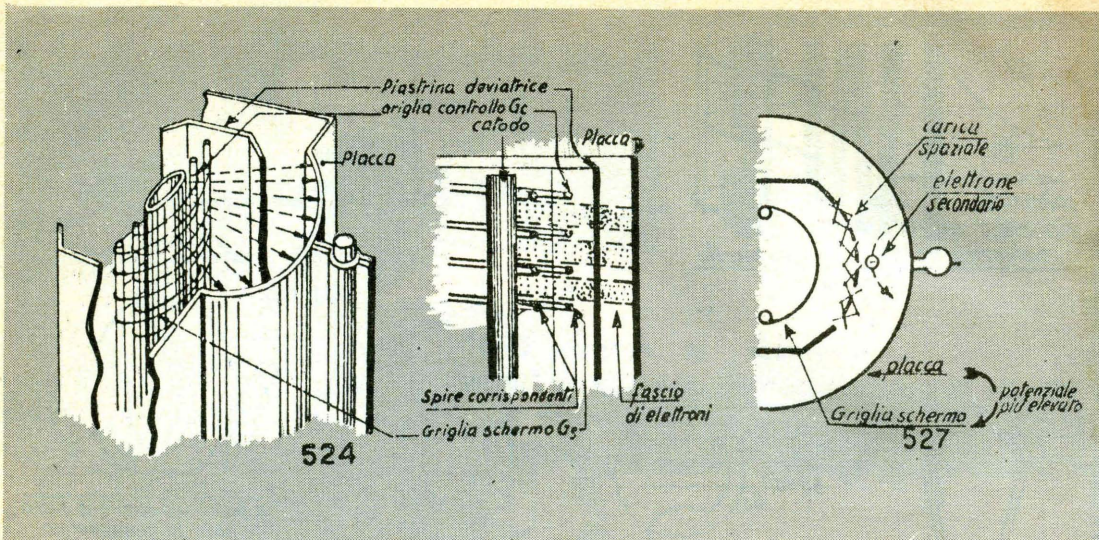 Piastrina deviatrice
griglia controllo Gc
catodo
Placca
Placca
Spire corrispondenti
fascio
di elettroni
Griglia schermo Gs
524
carica
spaziale
elettrone
secondario
placca
potenziale
più elevato
Griglia schermo
527